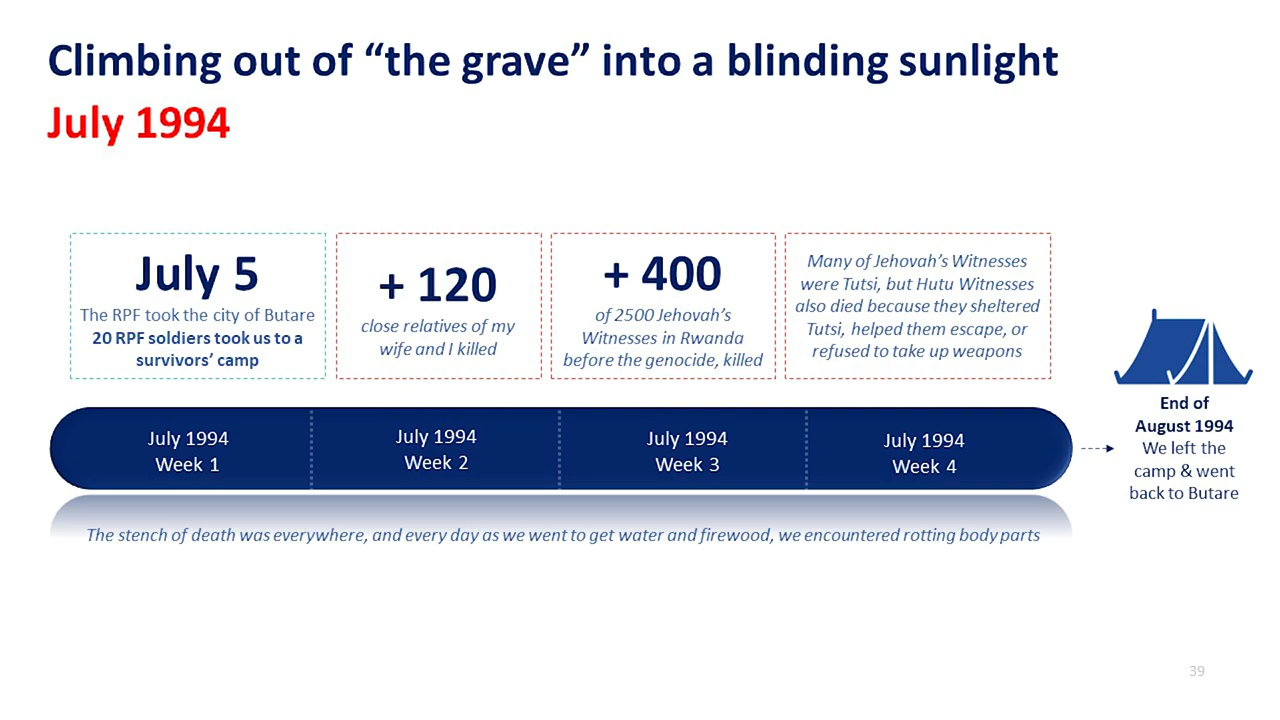 Climbing out of “the grave” into a blinding sunlight
July 1994
July 5
The RPF took the city of Butare
20 RPF soldiers took us to a
survivors’ camp
+ 120
close relatives of my
wife and I killed
+ 400
of 2500 Jehovah’s
Witnesses in Rwanda
before the genocide, killed
Many of Jehovah’s Witnesses
were Tutsi, but Hutu Witnesses
also died because they sheltered
Tutsi, helped them escape, or
refused to take up weapons
July 1994
Week 1
July 1994
Week 2
July 1994
Week 3
July 1994
Week 4
End of
August 1994
We left the
camp & went
back to Butare
The stench of death was everywhere, and every day as we went to get water and firewood, we encountered rotting body parts
39